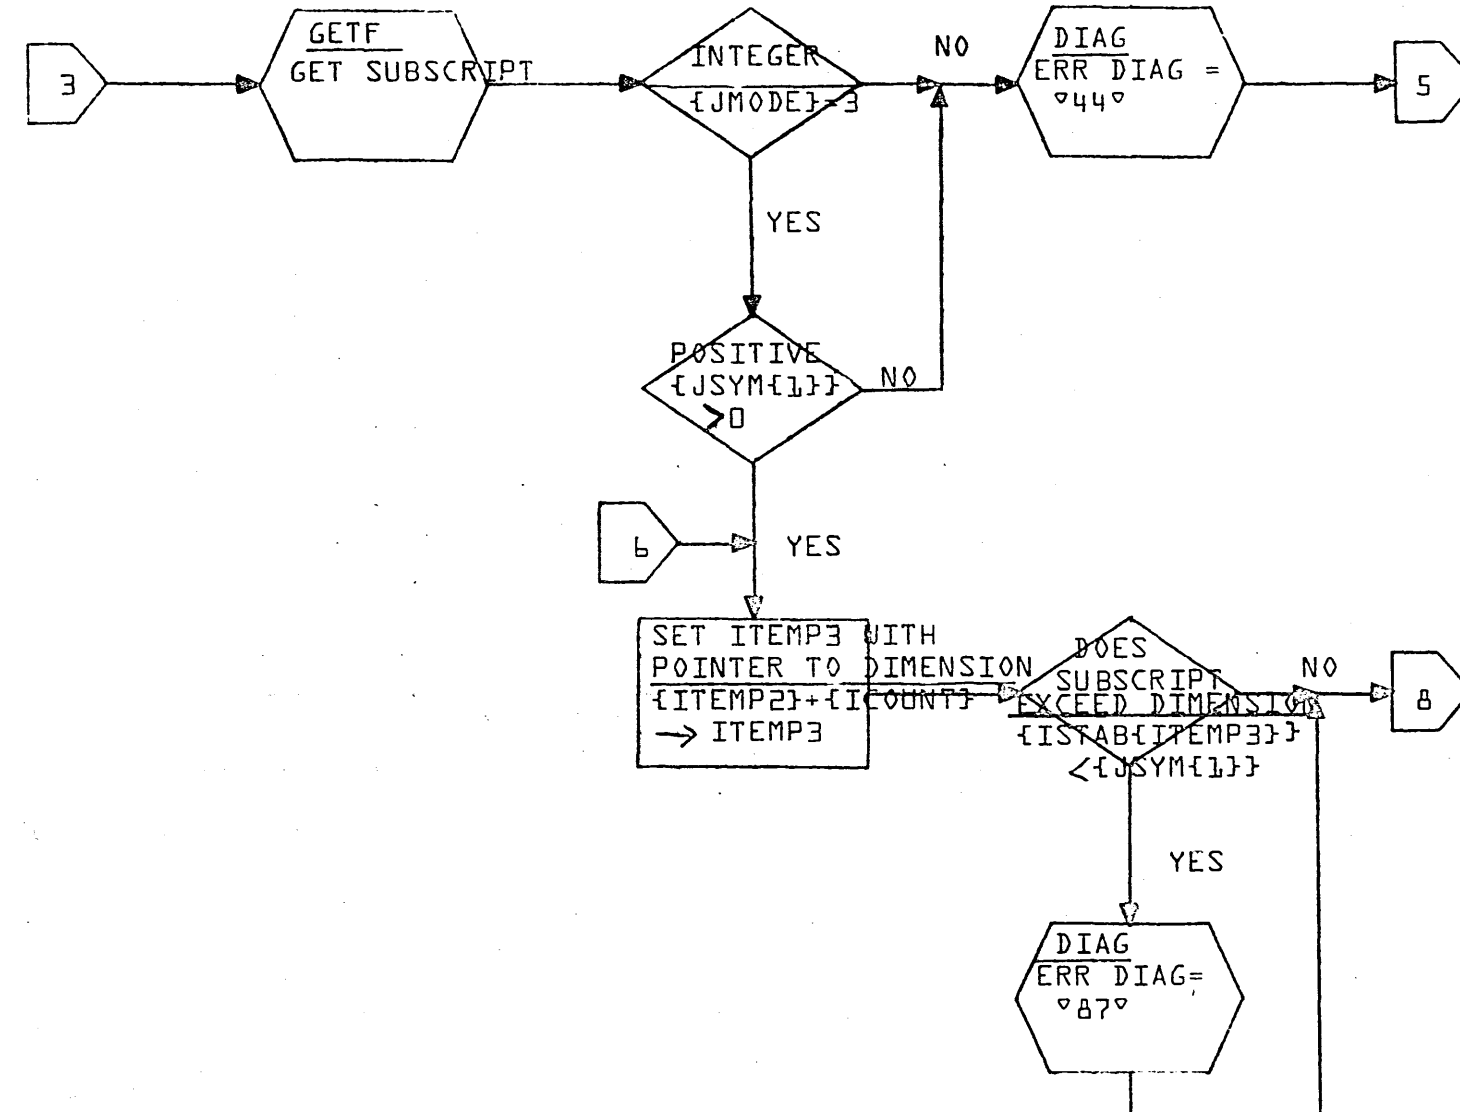 3
GETF
GET SUBSCRIPT
INTEGER
{JMODE}=3
NO
DIAG
ERR DIAG =
▽44▽
5
YES
POSITIVE
{JSYM{1}}
>0
NO
6
YES
SET ITEMP3 WITH
POINTER TO DIMENSION
{ITEMP2}+{ICOUNT}
→ ITEMP3
DOES
SUBSCRIPT
EXCEED DIMENSION
{ISTAB{ITEMP3}}
<{JSYM{1}}
NO
8
YES
DIAG
ERR DIAG=
▽87▽